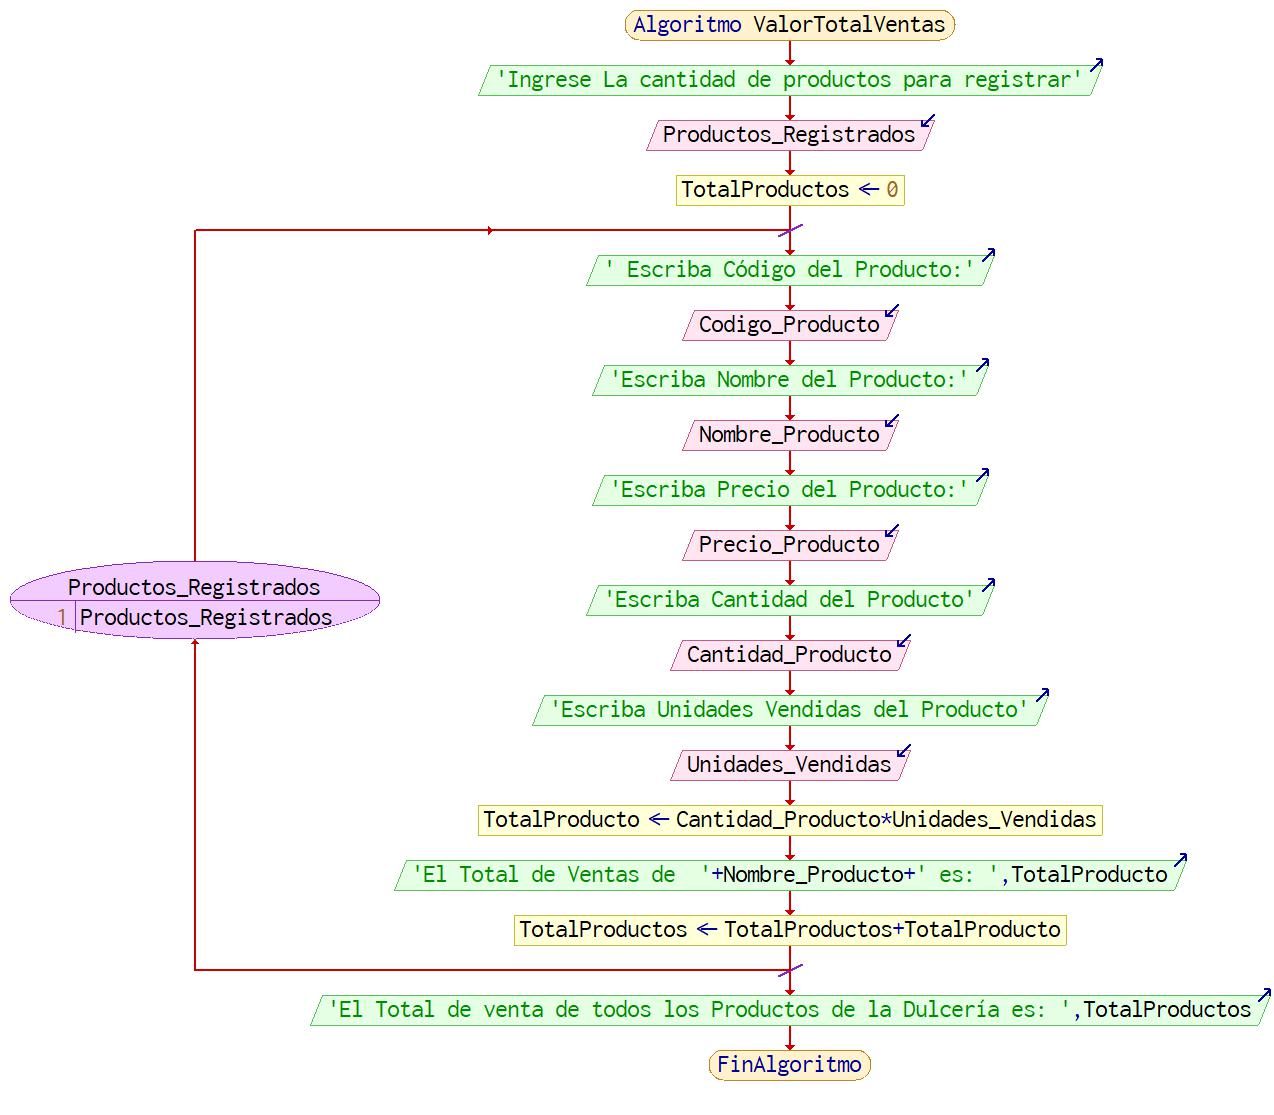 Algoritmo ValorTotalVentas
'Ingrese La cantidad de productos para registrar'
Productos_Registrados
TotalProductos ← 0
' Escriba Código del Producto:'
Codigo_Producto
'Escriba Nombre del Producto:'
Nombre_Producto
'Escriba Precio del Producto:'
Precio_Producto
Productos_Registrados
1 Productos_Registrados
'Escriba Cantidad del Producto'
Cantidad_Producto
'Escriba Unidades Vendidas del Producto'
Unidades_Vendidas
TotalProducto ← Cantidad_Producto*Unidades_Vendidas
'El Total de Ventas de  '+Nombre_Producto+' es: ',TotalProducto
TotalProductos ← TotalProductos+TotalProducto
'El Total de venta de todos los Productos de la Dulcería es: ',TotalProductos
FinAlgoritmo